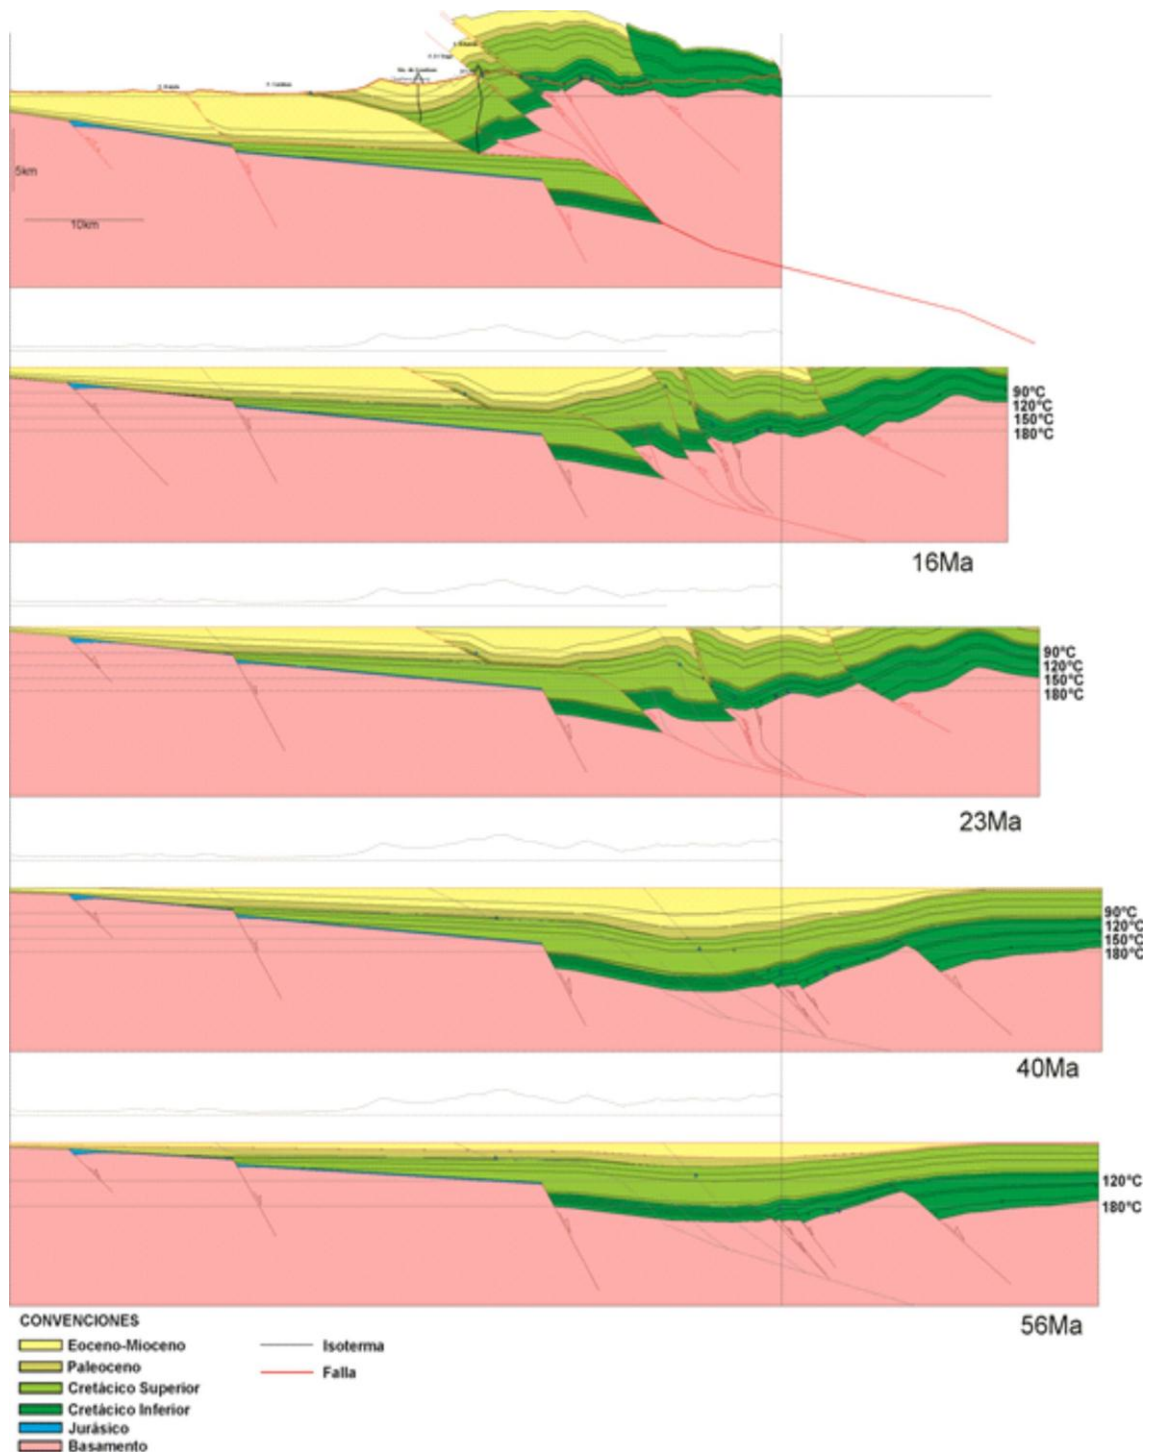 5km
10km
90°C
120°C
150°C
180°C
16Ma
90°C
120°C
150°C
180°C
23Ma
90°C
120°C
150°C
180°C
40Ma
120°C
180°C
56Ma
CONVENCIONES
Eoceno-Mioceno
Paleoceno
Cretácico Superior
Cretácico Inferior
Jurásico
Basamento
Isoterma
Falla